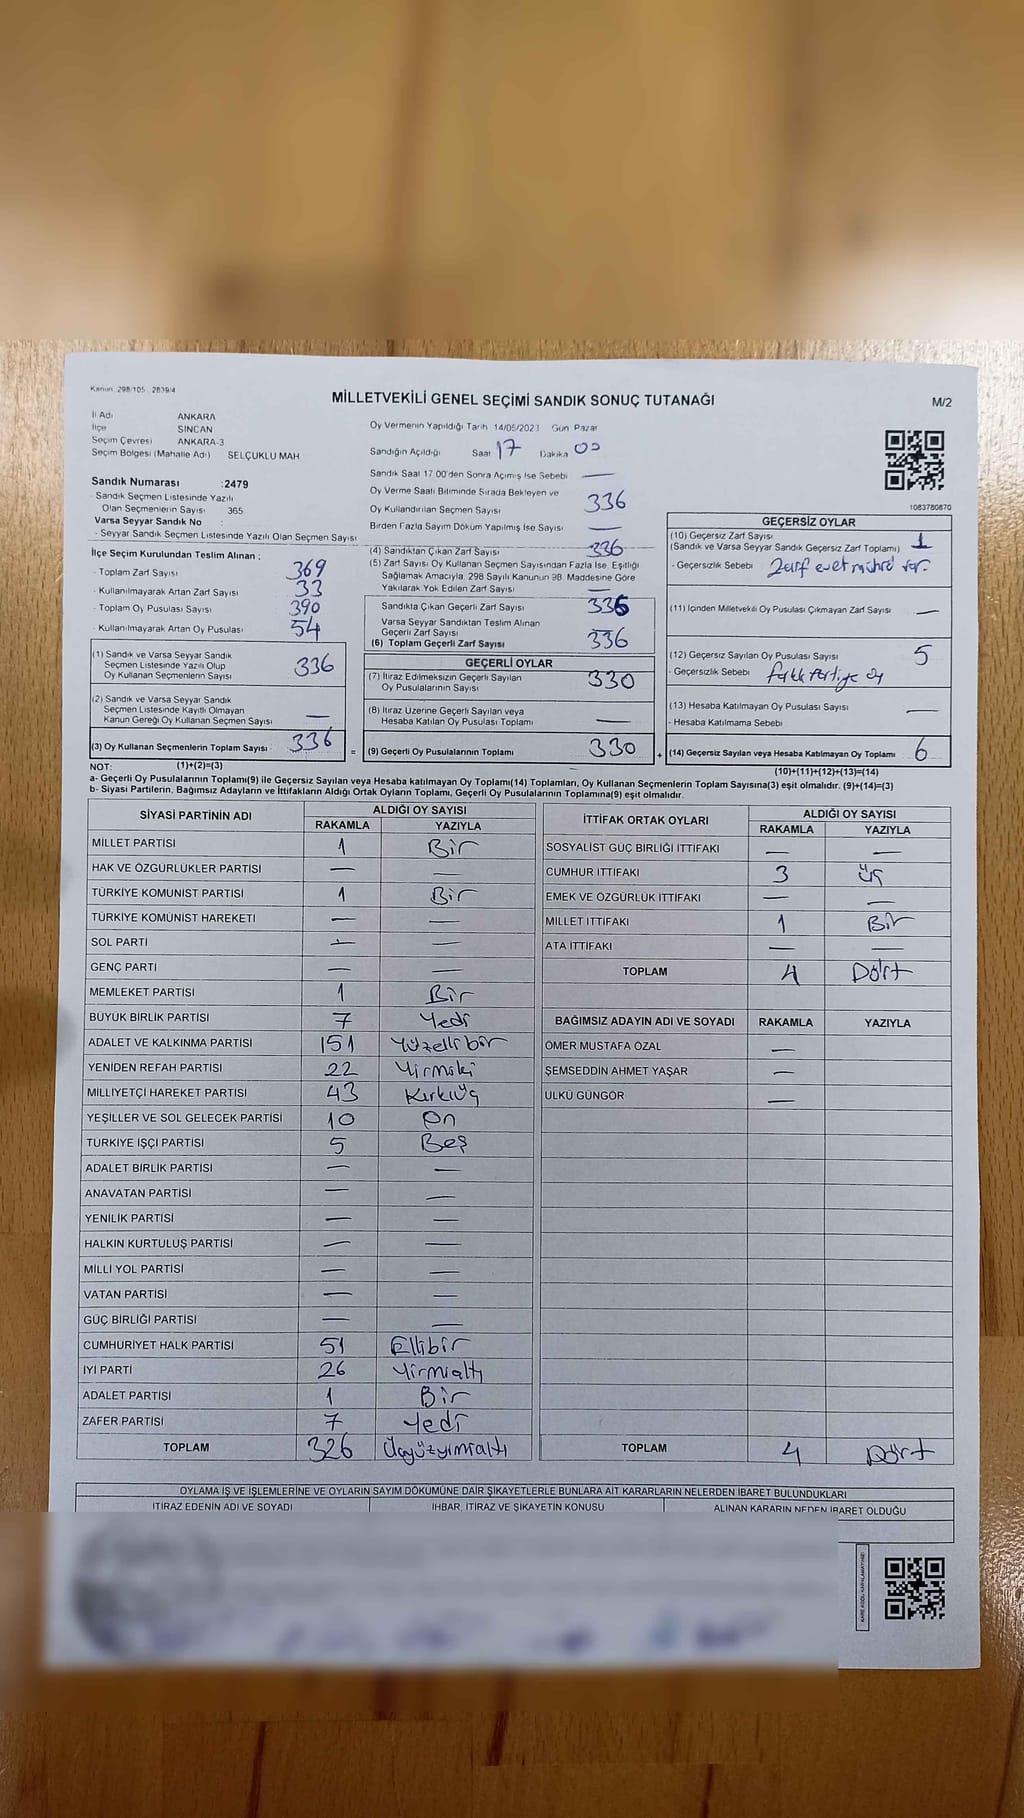 Kanun: 298/105 - 2839/4
MİLLETVEKİLİ GENEL SEÇİMİ SANDIK SONUÇ TUTANAĞI
M/2
İl Adı ANKARA
İlçe SİNCAN
Seçim Çevresi ANKARA-3
Seçim Bölgesi (Mahalle Adı) SELÇUKLU MAH
Oy Vermenin Yapıldığı Tarih 14/05/2023 Gün Pazar
Sandığın Açıldığı Saat 17 Dakika 00
Sandık Saat 17.00'den Sonra Açımış İse Sebebi —
Oy Verme Saati Bitiminde Sırada Bekleyen ve
Oy Kullandırılan Seçmen Sayısı 336
Birden Fazla Sayım Döküm Yapılmış İse Sayısı —
Sandık Numarası :2479
- Sandık Seçmen Listesinde Yazılı
Olan Seçmenlerin Sayısı 365
Varsa Seyyar Sandık No :
- Seyyar Sandık Seçmen Listesinde Yazılı Olan Seçmen Sayısı
İlçe Seçim Kurulundan Teslim Alınan :
- Toplam Zarf Sayısı 369
- Kullanılmayarak Artan Zarf Sayısı 33
- Toplam Oy Pusulası Sayısı 390
- Kullanılmayarak Artan Oy Pusulası 54
(1) Sandık ve Varsa Seyyar Sandık
Seçmen Listesinde Yazılı Olup
Oy Kullanan Seçmenlerin Sayısı 336
(2) Sandık ve Varsa Seyyar Sandık
Seçmen Listesinde Kayıtlı Olmayan
Kanun Gereği Oy Kullanan Seçmen Sayısı —
(3) Oy Kullanan Seçmenlerin Toplam Sayısı 336
(4) Sandıktan Çıkan Zarf Sayısı 336
(5) Zarf Sayısı Oy Kullanan Seçmen Sayısından Fazla İse, Eşitliği
Sağlamak Amacıyla, 298 Sayılı Kanunun 98. Maddesine Göre
Yakılarak Yok Edilen Zarf Sayısı —
Sandıkta Çıkan Geçerli Zarf Sayısı 336
Varsa Seyyar Sandıktan Teslim Alınan
Geçerli Zarf Sayısı —
(6) Toplam Geçerli Zarf Sayısı 336
GEÇERLİ OYLAR
(7) İtiraz Edilmeksizin Geçerli Sayılan
Oy Pusulalarının Sayısı 330
(8) İtiraz Üzerine Geçerli Sayılan veya
Hesaba Katılan Oy Pusulası Toplamı —
= (9) Geçerli Oy Pusulalarının Toplamı 330
1083780870
GEÇERSİZ OYLAR
(10) Geçersiz Zarf Sayısı
(Sandık ve Varsa Seyyar Sandık Geçersiz Zarf Toplamı) 1
- Geçersizlik Sebebi Zarf evet mührü var.
(11) İçinden Milletvekili Oy Pusulası Çıkmayan Zarf Sayısı —
(12) Geçersiz Sayılan Oy Pusulası Sayısı 5
- Geçersizlik Sebebi farklı Partiye oy
(13) Hesaba Katılmayan Oy Pusulası Sayısı —
- Hesaba Katılmama Sebebi
+ (14) Geçersiz Sayılan veya Hesaba Katılmayan Oy Toplamı 6
NOT: (1)+(2)=(3)
(10)+(11)+(12)+(13)=(14)
a- Geçerli Oy Pusulalarının Toplamı(9) ile Geçersiz Sayılan veya Hesaba katılmayan Oy Toplamı(14) Toplamları, Oy Kullanan Seçmenlerin Toplam Sayısına(3) eşit olmalıdır. (9)+(14)=(3)
b- Siyasi Partilerin, Bağımsız Adayların ve İttifakların Aldığı Ortak Oyların Toplamı, Geçerli Oy Pusulalarının Toplamına(9) eşit olmalıdır.
SİYASİ PARTİNİN ADI ALDIĞI OY SAYISI
RAKAMLA YAZIYLA
MİLLET PARTİSİ 1 Bir
HAK VE ÖZGÜRLÜKLER PARTİSİ — —
TÜRKİYE KOMÜNİST PARTİSİ 1 Bir
TÜRKİYE KOMÜNİST HAREKETİ — —
SOL PARTİ — —
GENÇ PARTİ — —
MEMLEKET PARTİSİ 1 Bir
BÜYÜK BİRLİK PARTİSİ 7 Yedi
ADALET VE KALKINMA PARTİSİ 151 Yüzellibir
YENİDEN REFAH PARTİSİ 22 Yirmiiki
MİLLİYETÇİ HAREKET PARTİSİ 43 Kırküç
YEŞİLLER VE SOL GELECEK PARTİSİ 10 On
TÜRKİYE İŞÇİ PARTİSİ 5 Beş
ADALET BİRLİK PARTİSİ — —
ANAVATAN PARTİSİ — —
YENİLİK PARTİSİ — —
HALKIN KURTULUŞ PARTİSİ — —
MİLLİ YOL PARTİSİ — —
VATAN PARTİSİ — —
GÜÇ BİRLİĞİ PARTİSİ — —
CUMHURİYET HALK PARTİSİ 51 Ellibir
İYİ PARTİ 26 Yirmialtı
ADALET PARTİSİ 1 Bir
ZAFER PARTİSİ 7 Yedi
TOPLAM 326 Üçyüzyirmialtı
İTTİFAK ORTAK OYLARI ALDIĞI OY SAYISI
RAKAMLA YAZIYLA
SOSYALİST GÜÇ BİRLİĞİ İTTİFAKI — —
CUMHUR İTTİFAKI 3 üç
EMEK VE ÖZGÜRLÜK İTTİFAKI — —
MİLLET İTTİFAKI 1 Bir
ATA İTTİFAKI — —
TOPLAM 4 Dört
BAĞIMSIZ ADAYIN ADI VE SOYADI RAKAMLA YAZIYLA
ÖMER MUSTAFA ÖZAL —
ŞEMSEDDİN AHMET YAŞAR —
ÜLKÜ GÜNGÖR —
TOPLAM 4 Dört
OYLAMA İŞ VE İŞLEMLERİNE VE OYLARIN SAYIM DÖKÜMÜNE DAİR ŞİKAYETLERLE BUNLARA AİT KARARLARIN NELERDEN İBARET BULUNDUKLARI
İTİRAZ EDENİN ADI VE SOYADI İHBAR, İTİRAZ VE ŞİKAYETİN KONUSU ALINAN KARARIN NEDEN İBARET OLDUĞU